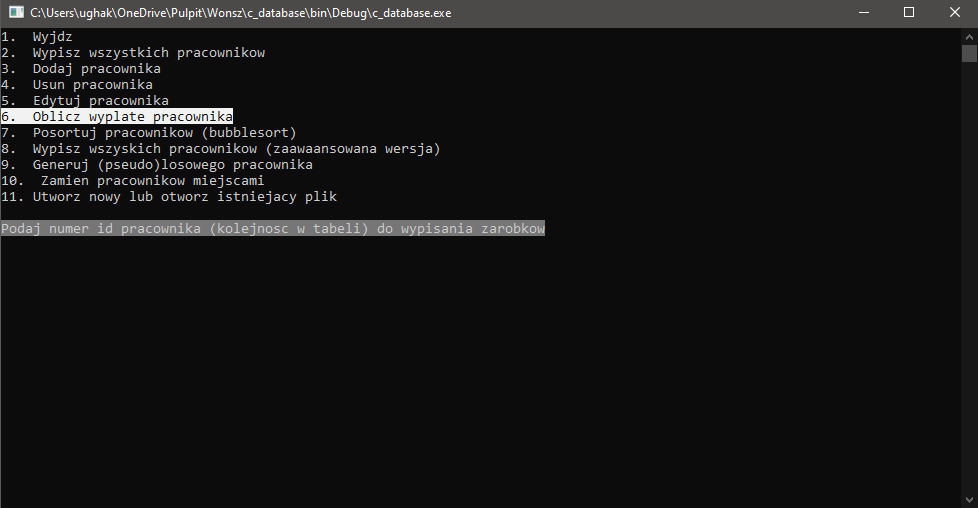 C:\Users\ughak\OneDrive\Pulpit\Wonsz\c_database\bin\Debug\c_database.exe
1.  Wyjdz
2.  Wypisz wszystkich pracownikow
3.  Dodaj pracownika
4.  Usun pracownika
5.  Edytuj pracownika
6.  Oblicz wyplate pracownika
7.  Posortuj pracownikow (bubblesort)
8.  Wypisz wszyskich pracownikow (zaawaansowana wersja)
9.  Generuj (pseudo)losowego pracownika
10.  Zamien pracownikow miejscami
11. Utworz nowy lub otworz istniejacy plik
Podaj numer id pracownika (kolejnosc w tabeli) do wypisania zarobkow